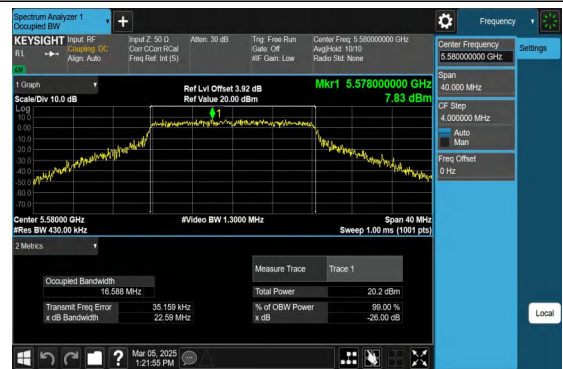 Spectrum Analyzer 1
Occupied BW
+
Frequency
KEYSIGHT
RL
Input: RF
Coupling: DC
Align: Auto
Input Z: 50 Ω
Corr CCorr RCal
Freq Ref: Int (S)
Atten: 30 dB
Trig: Free Run
Gate: Off
#IF Gain: Low
Center Freq: 5.580000000 GHz
Avg|Hold: 10/10
Radio Std: None
Center Frequency
5.580000000 GHz
Settings
Span
40.000 MHz
CF Step
4.000000 MHz
Auto
Man
Freq Offset
0 Hz
Local
1 Graph
Scale/Div 10.0 dB
Ref Lvl Offset 3.92 dB
Ref Value 20.00 dBm
Mkr1 5.578000000 GHz
7.83 dBm
Log
10.0
0.00
-10.0
-20.0
-30.0
-40.0
-50.0
-60.0
-70.0
1
Center 5.58000 GHz
#Res BW 430.00 kHz
#Video BW 1.3000 MHz
Span 40 MHz
Sweep 1.00 ms (1001 pts)
2 Metrics
Measure Trace Trace 1
Occupied Bandwidth
16.588 MHz
Total Power 20.2 dBm
Transmit Freq Error 35.159 kHz
% of OBW Power 99.00 %
x dB Bandwidth 22.59 MHz
x dB -26.00 dB
?
Mar 05, 2025
1:21:55 PM